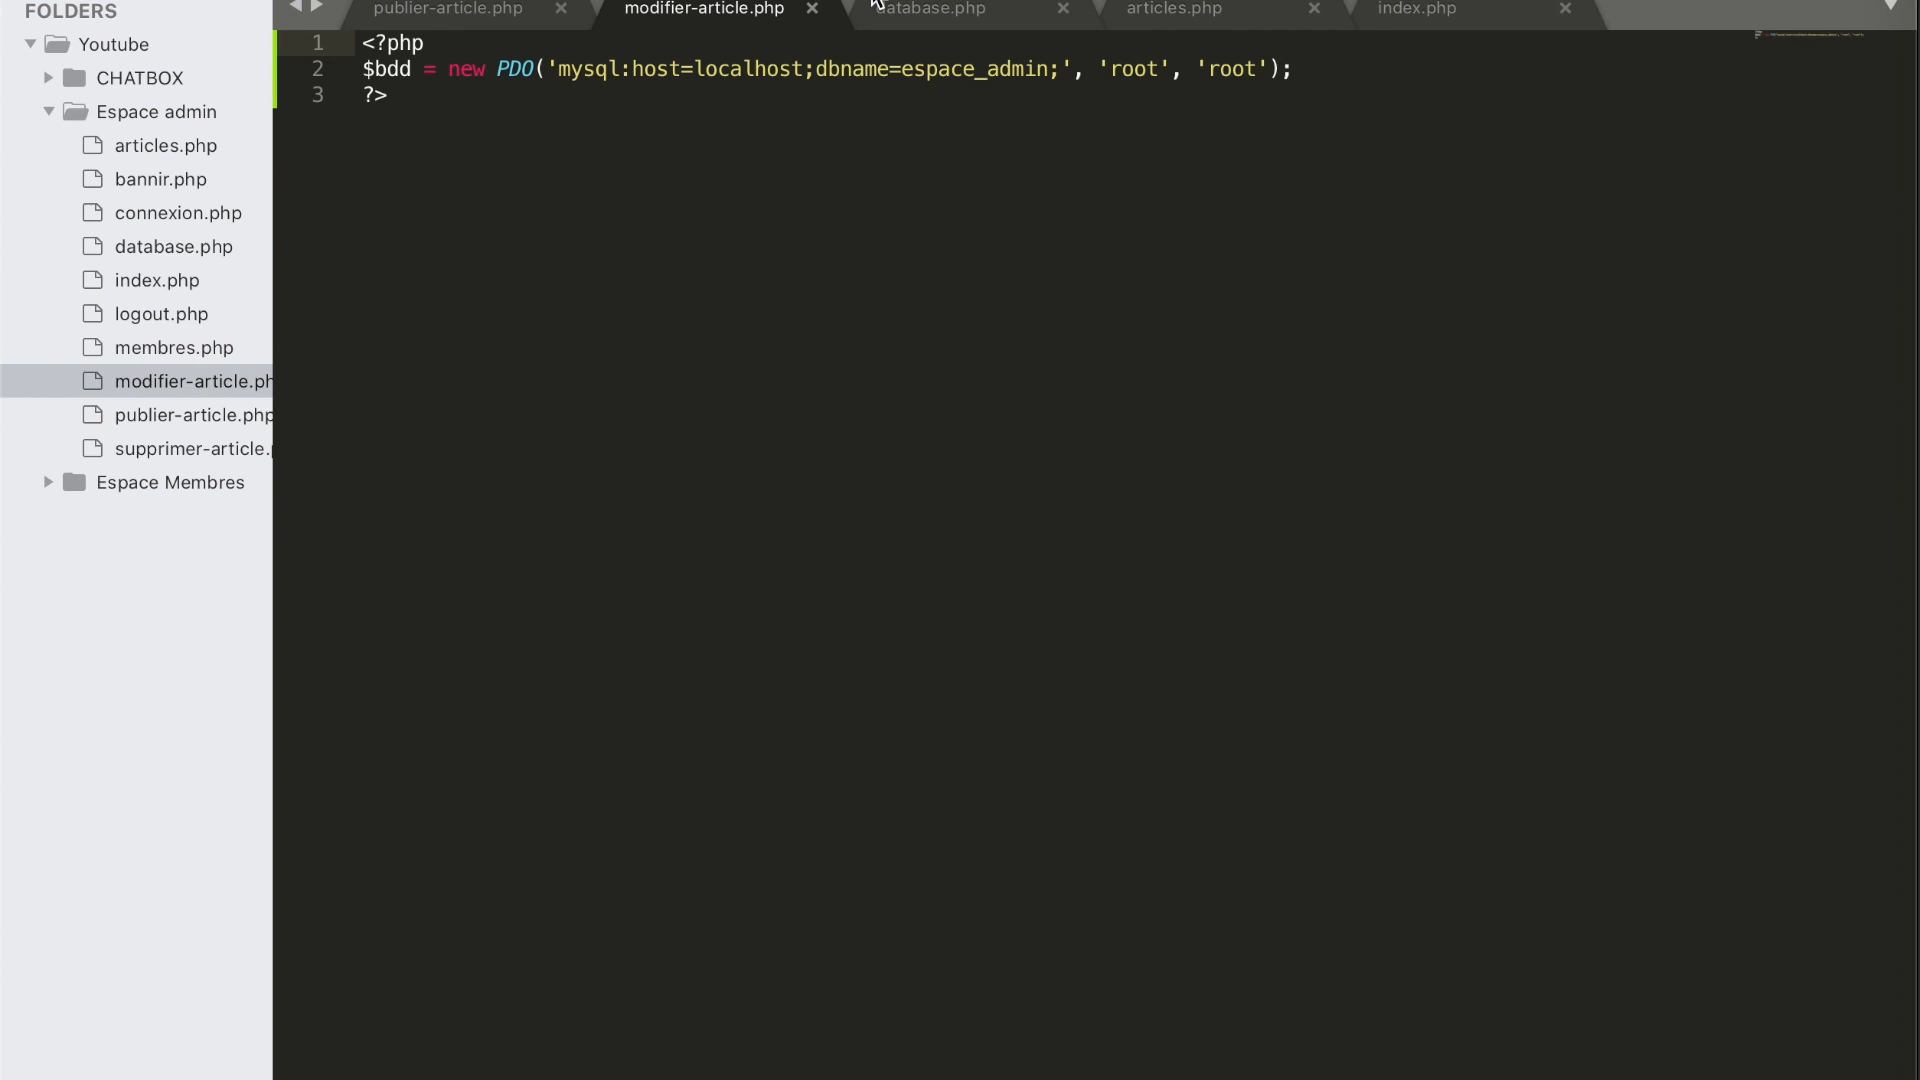 FOLDERS
Youtube
CHATBOX
Espace admin
articles.php
bannir.php
connexion.php
database.php
index.php
logout.php
membres.php
modifier-article.ph
publier-article.php
supprimer-article.
Espace Membres
publier-article.php
modifier-article.php
database.php
articles.php
index.php
1 <?php
2 $bdd = new PDO('mysql:host=localhost;dbname=espace_admin;', 'root', 'root');
3 ?>